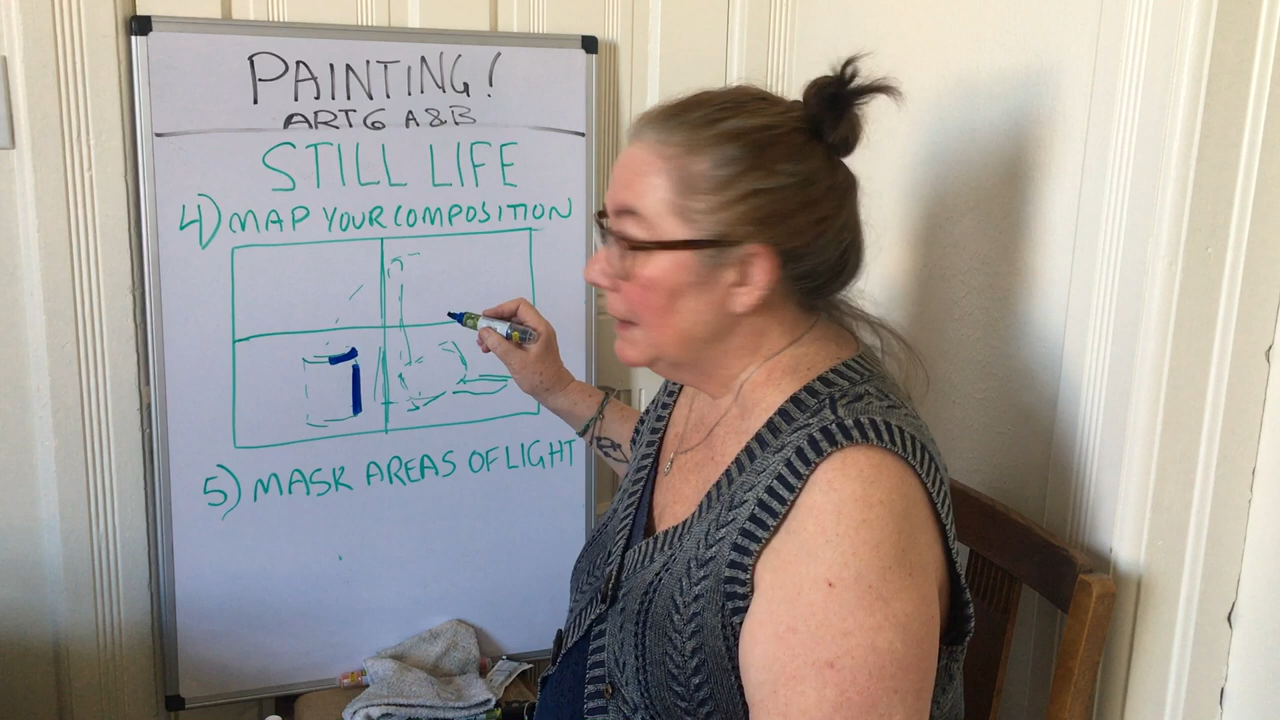 PAINTING!
ART6 A&B
STILL LIFE
4) MAP YOUR COMPOSITION
5) MASK AREAS OF LIGHT